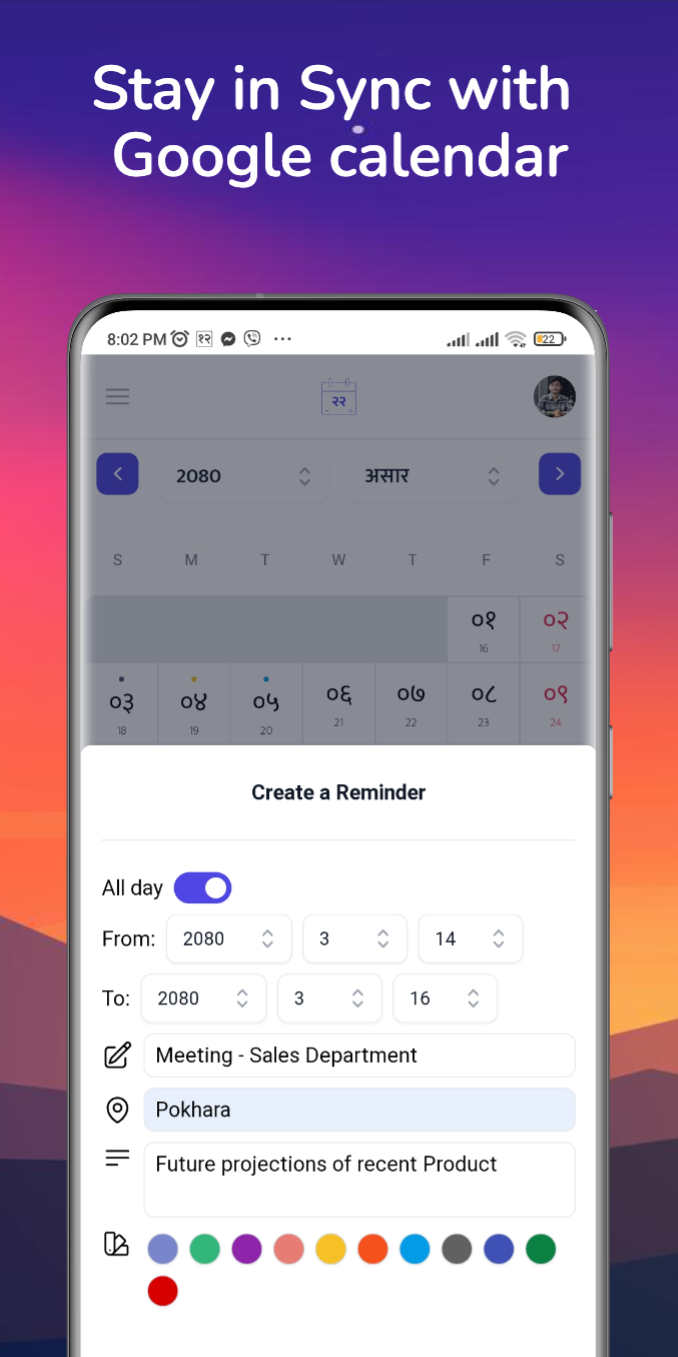 Stay in Sync with
Google calendar
8:02 PM १२ ··· 22
२२
2080 असार
S M T W T F S
०१ ०२
16 17
०३ ०४ ०५ ०६ ०७ ०८ ०९
18 19 20 21 22 23 24
Create a Reminder
All day
From: 2080 3 14
To: 2080 3 16
Meeting - Sales Department
Pokhara
Future projections of recent Product